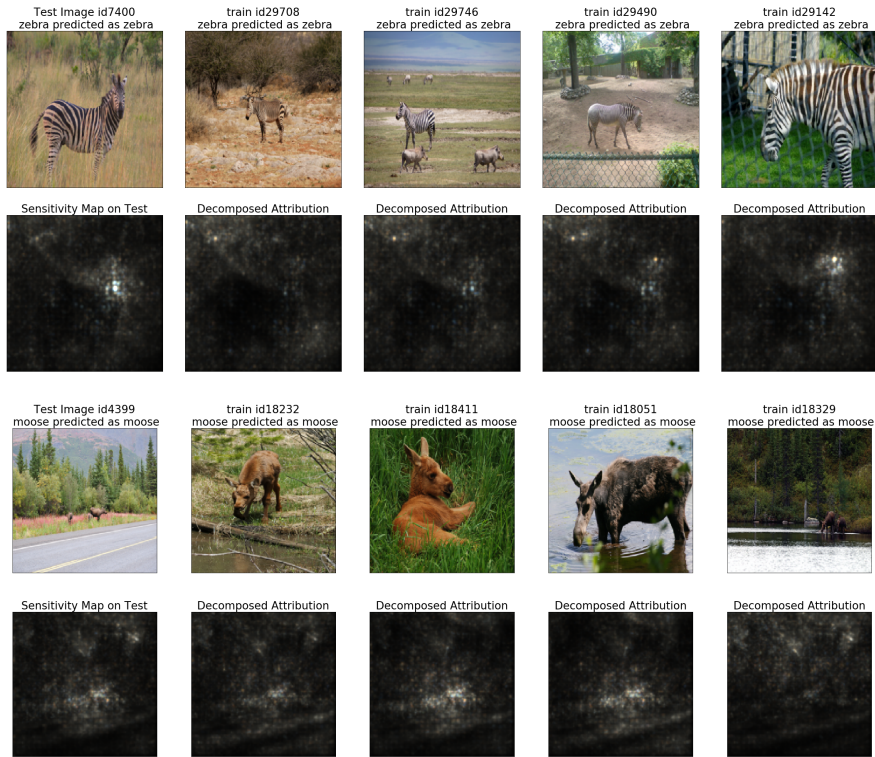 Test Image id7400
zebra predicted as zebra
train id29708
zebra predicted as zebra
train id29746
zebra predicted as zebra
train id29490
zebra predicted as zebra
train id29142
zebra predicted as zebra
Sensitivity Map on Test
Decomposed Attribution
Decomposed Attribution
Decomposed Attribution
Decomposed Attribution
Test Image id4399
moose predicted as moose
train id18232
moose predicted as moose
train id18411
moose predicted as moose
train id18051
moose predicted as moose
train id18329
moose predicted as moose
Sensitivity Map on Test
Decomposed Attribution
Decomposed Attribution
Decomposed Attribution
Decomposed Attribution